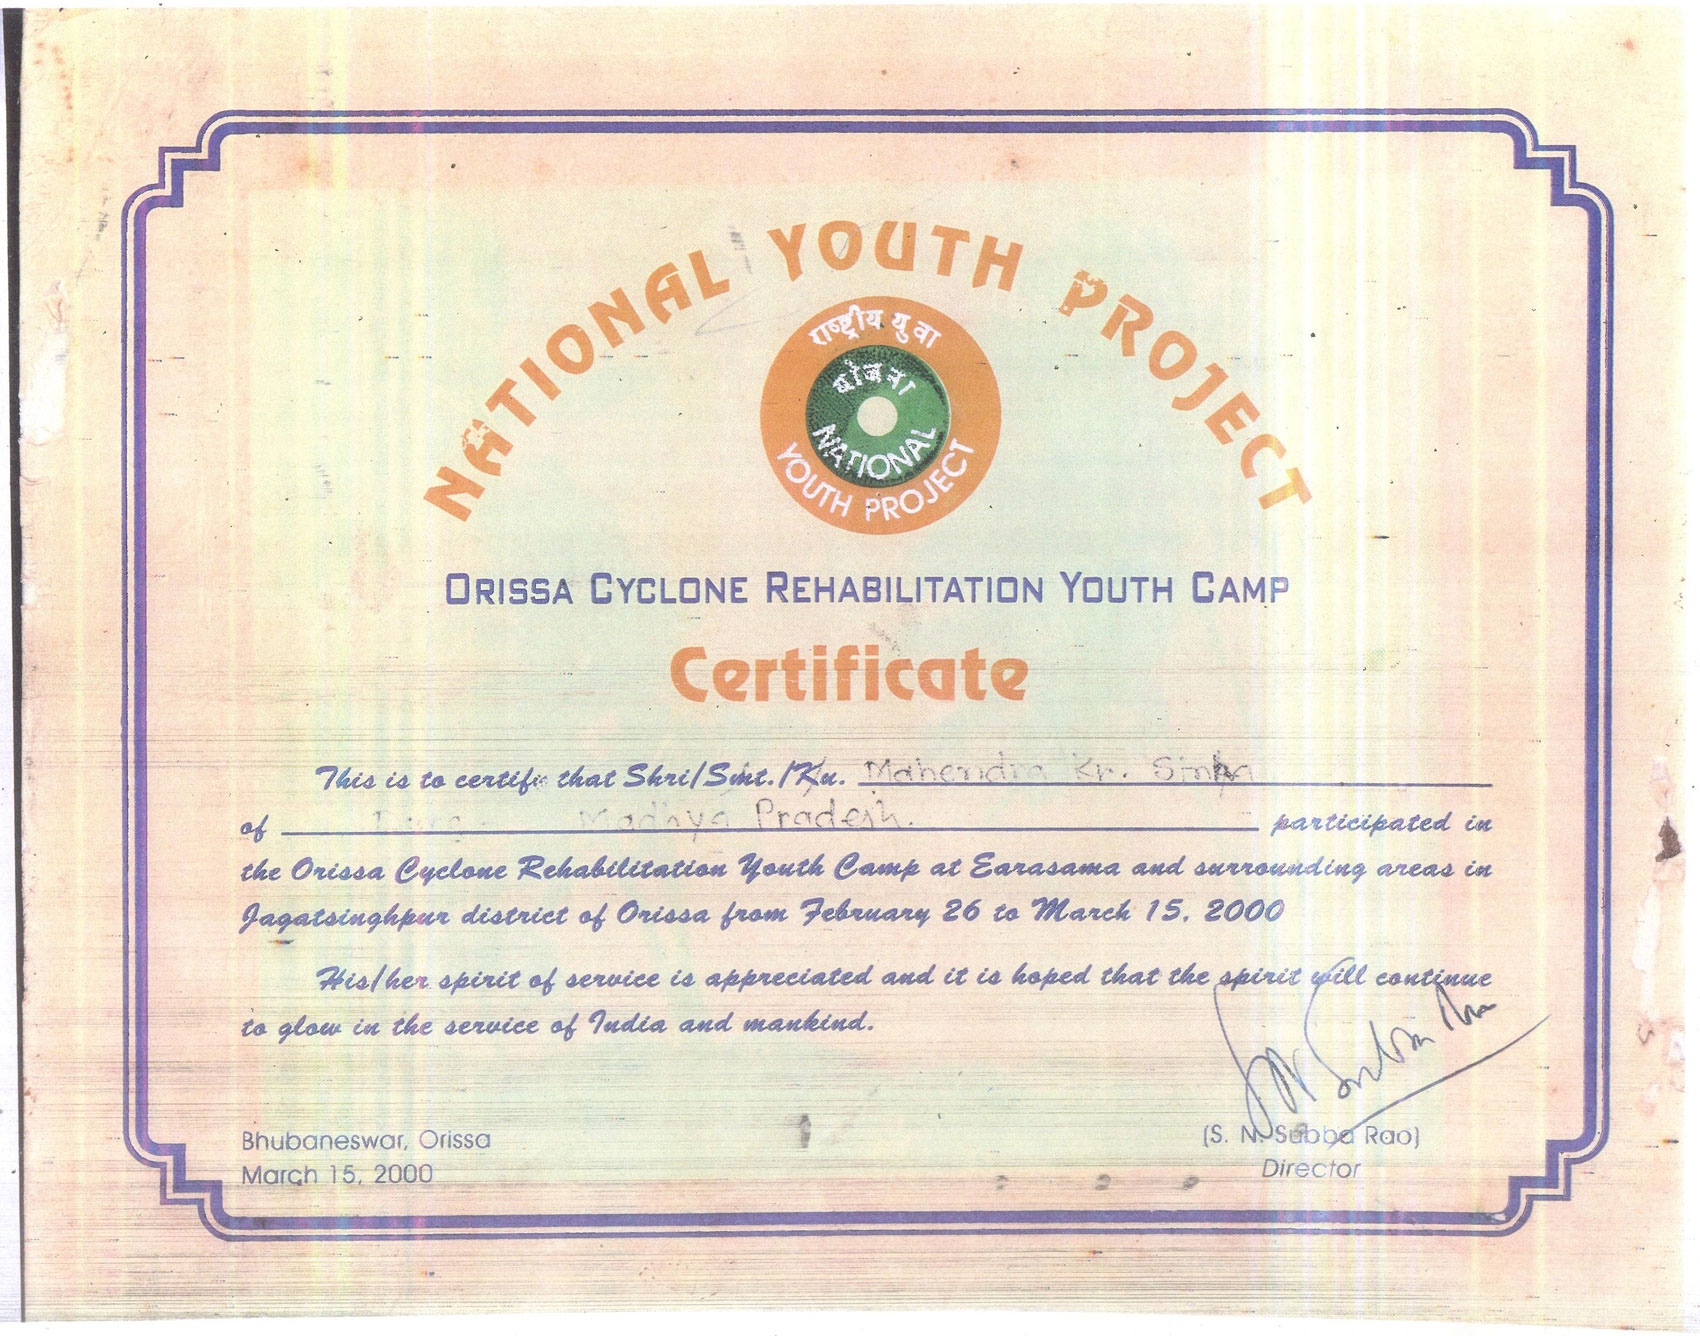 NATIONAL YOUTH PROJECT
राष्ट्रीय युवा
योजना
NATIONAL
YOUTH PROJECT
ORISSA CYCLONE REHABILITATION YOUTH CAMP
Certificate
This is to certify that Shri/Smt./Ku. Mahendra Kr. Sinha
of Madhya Pradesh. participated in
the Orissa Cyclone Rehabilitation Youth Camp at Earasama and surrounding areas in
Jagatsinghpur district of Orissa from February 26 to March 15, 2000
His/her spirit of service is appreciated and it is hoped that the spirit will continue
to glow in the service of India and mankind.
Bhubaneswar, Orissa
March 15, 2000
(S. N. Subba Rao)
Director